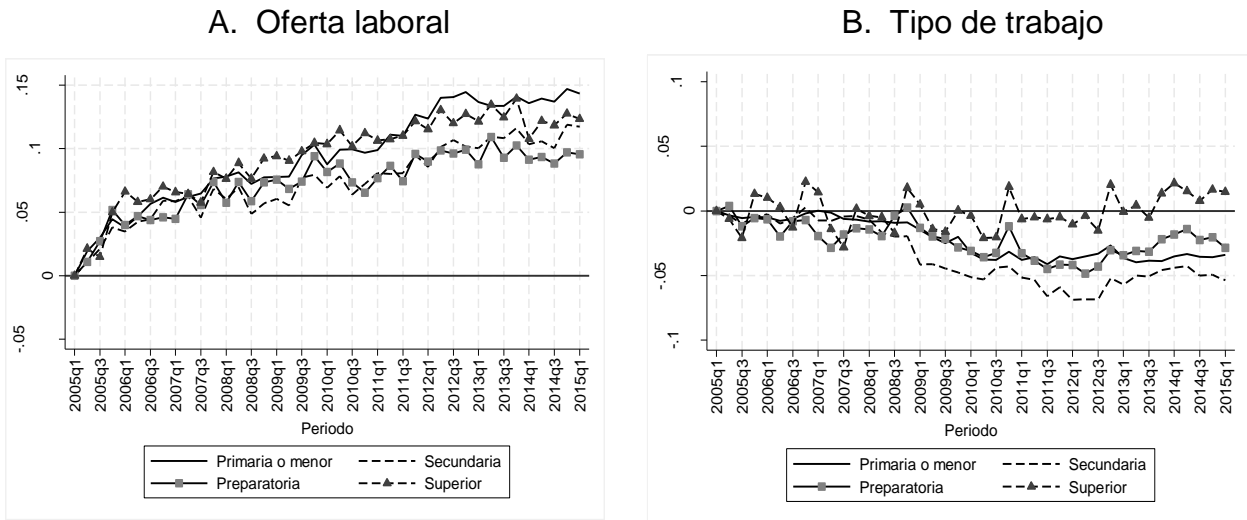 A. Oferta laboral
.15
.1
.05
0
-.05
2005q1
2005q3
2006q1
2006q3
2007q1
2007q3
2008q1
2008q3
2009q1
2009q3
2010q1
2010q3
2011q1
2011q3
2012q1
2012q3
2013q1
2013q3
2014q1
2014q3
2015q1
Periodo
Primaria o menor
Secundaria
Preparatoria
Superior
B. Tipo de trabajo
.1
.05
0
-.05
-.1
2005q1
2005q3
2006q1
2006q3
2007q1
2007q3
2008q1
2008q3
2009q1
2009q3
2010q1
2010q3
2011q1
2011q3
2012q1
2012q3
2013q1
2013q3
2014q1
2014q3
2015q1
Periodo
Primaria o menor
Secundaria
Preparatoria
Superior